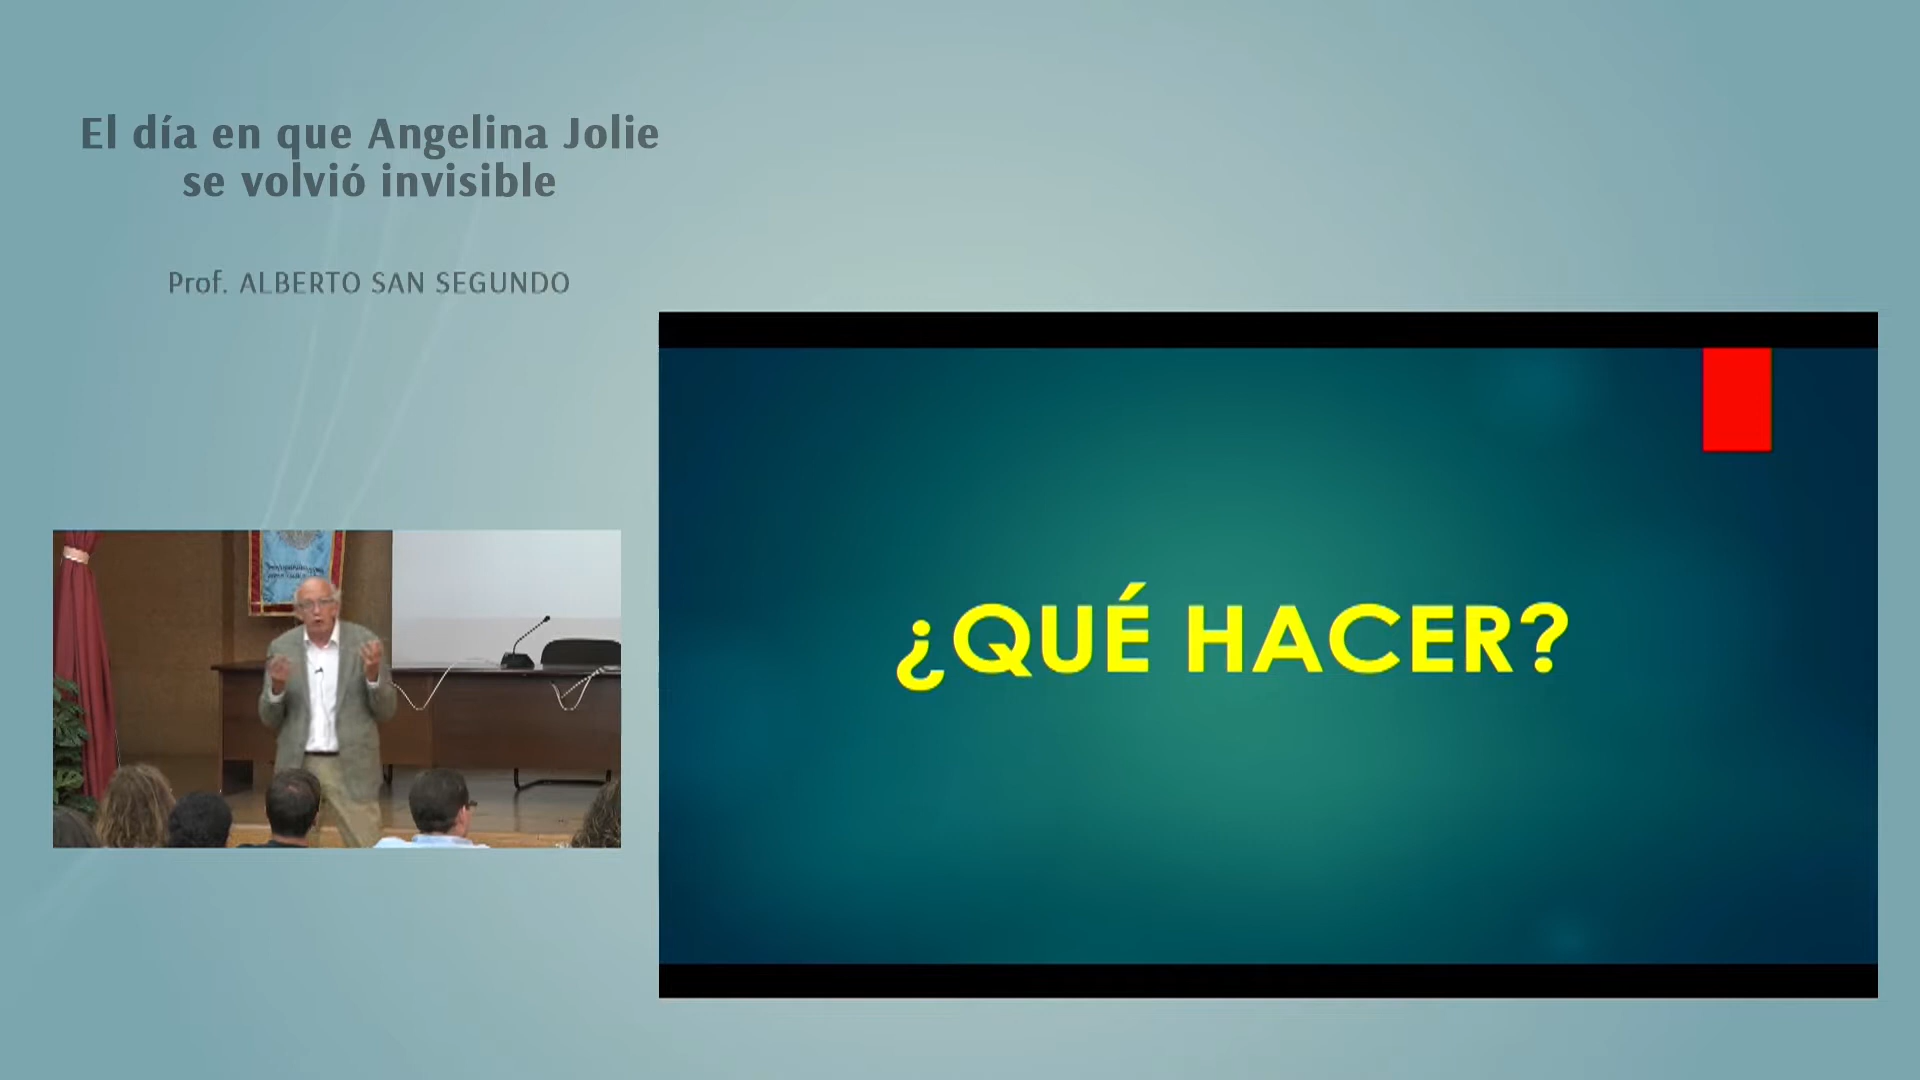 El día en que Angelina Jolie
se volvió invisible
Prof. ALBERTO SAN SEGUNDO
¿QUÉ HACER?